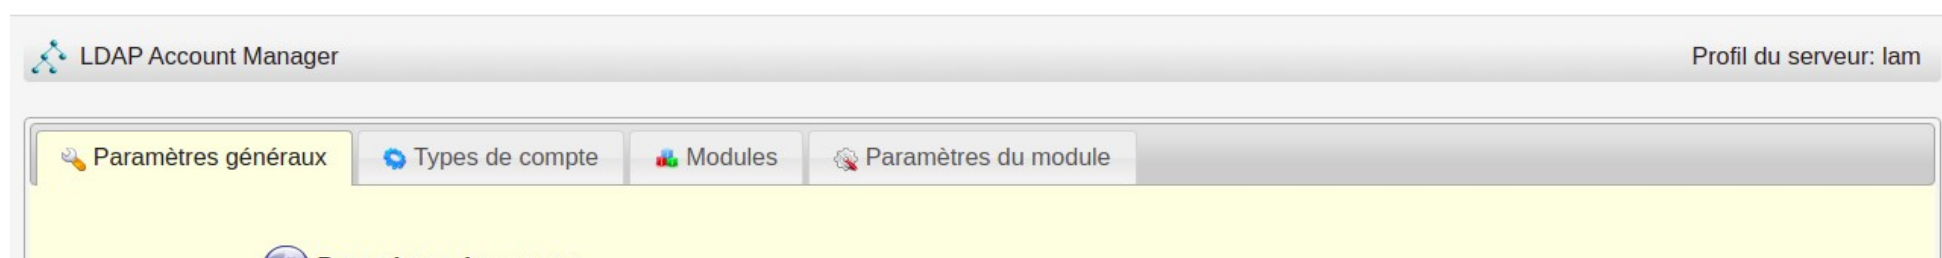 LDAP Account Manager
Profil du serveur: lam
Paramètres généraux
Types de compte
Modules
Paramètres du module